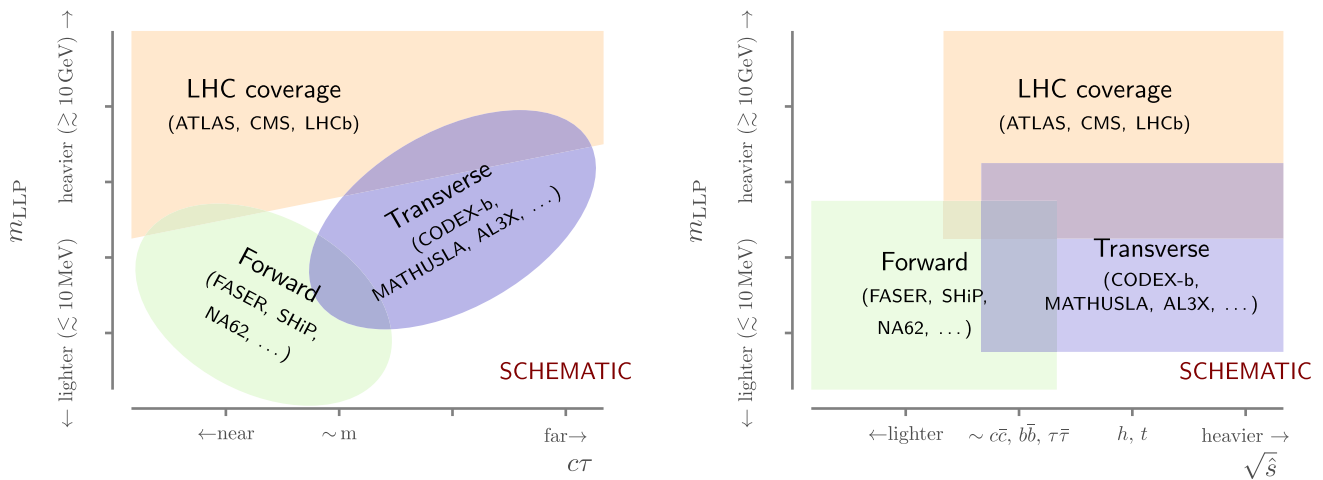 m_LLP
← lighter (≲ 10 MeV)
heavier (≳ 10 GeV) →
LHC coverage
(ATLAS, CMS, LHCb)
Transverse
(CODEX-b,
MATHUSLA, AL3X, ...)
Forward
(FASER, SHiP,
NA62, ...)
SCHEMATIC
←near
∼ m
far→
cτ
m_LLP
← lighter (≲ 10 MeV)
heavier (≳ 10 GeV) →
LHC coverage
(ATLAS, CMS, LHCb)
Forward
(FASER, SHiP,
NA62, ...)
Transverse
(CODEX-b,
MATHUSLA, AL3X, ...)
SCHEMATIC
←lighter
∼ cc̄, bb̄, ττ̄
h, t
heavier →
√ŝ